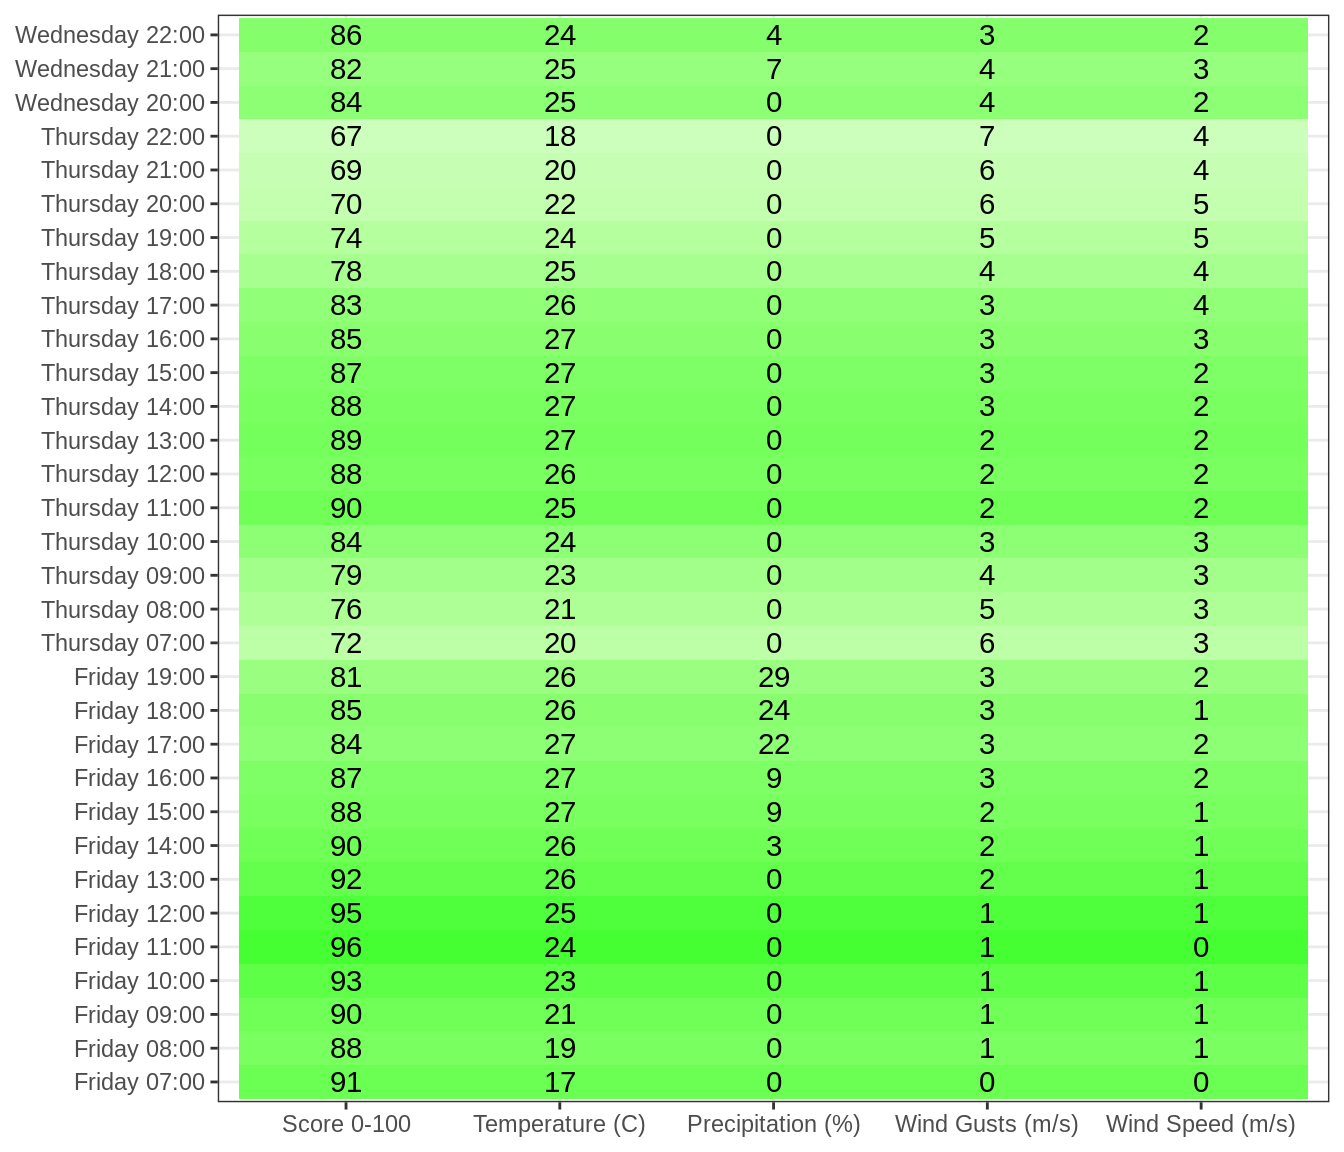 Wednesday 22:00 86 24 4 3 2
Wednesday 21:00 82 25 7 4 3
Wednesday 20:00 84 25 0 4 2
Thursday 22:00 67 18 0 7 4
Thursday 21:00 69 20 0 6 4
Thursday 20:00 70 22 0 6 5
Thursday 19:00 74 24 0 5 5
Thursday 18:00 78 25 0 4 4
Thursday 17:00 83 26 0 3 4
Thursday 16:00 85 27 0 3 3
Thursday 15:00 87 27 0 3 2
Thursday 14:00 88 27 0 3 2
Thursday 13:00 89 27 0 2 2
Thursday 12:00 88 26 0 2 2
Thursday 11:00 90 25 0 2 2
Thursday 10:00 84 24 0 3 3
Thursday 09:00 79 23 0 4 3
Thursday 08:00 76 21 0 5 3
Thursday 07:00 72 20 0 6 3
Friday 19:00 81 26 29 3 2
Friday 18:00 85 26 24 3 1
Friday 17:00 84 27 22 3 2
Friday 16:00 87 27 9 3 2
Friday 15:00 88 27 9 2 1
Friday 14:00 90 26 3 2 1
Friday 13:00 92 26 0 2 1
Friday 12:00 95 25 0 1 1
Friday 11:00 96 24 0 1 0
Friday 10:00 93 23 0 1 1
Friday 09:00 90 21 0 1 1
Friday 08:00 88 19 0 1 1
Friday 07:00 91 17 0 0 0
Score 0-100 Temperature (C) Precipitation (%) Wind Gusts (m/s) Wind Speed (m/s)